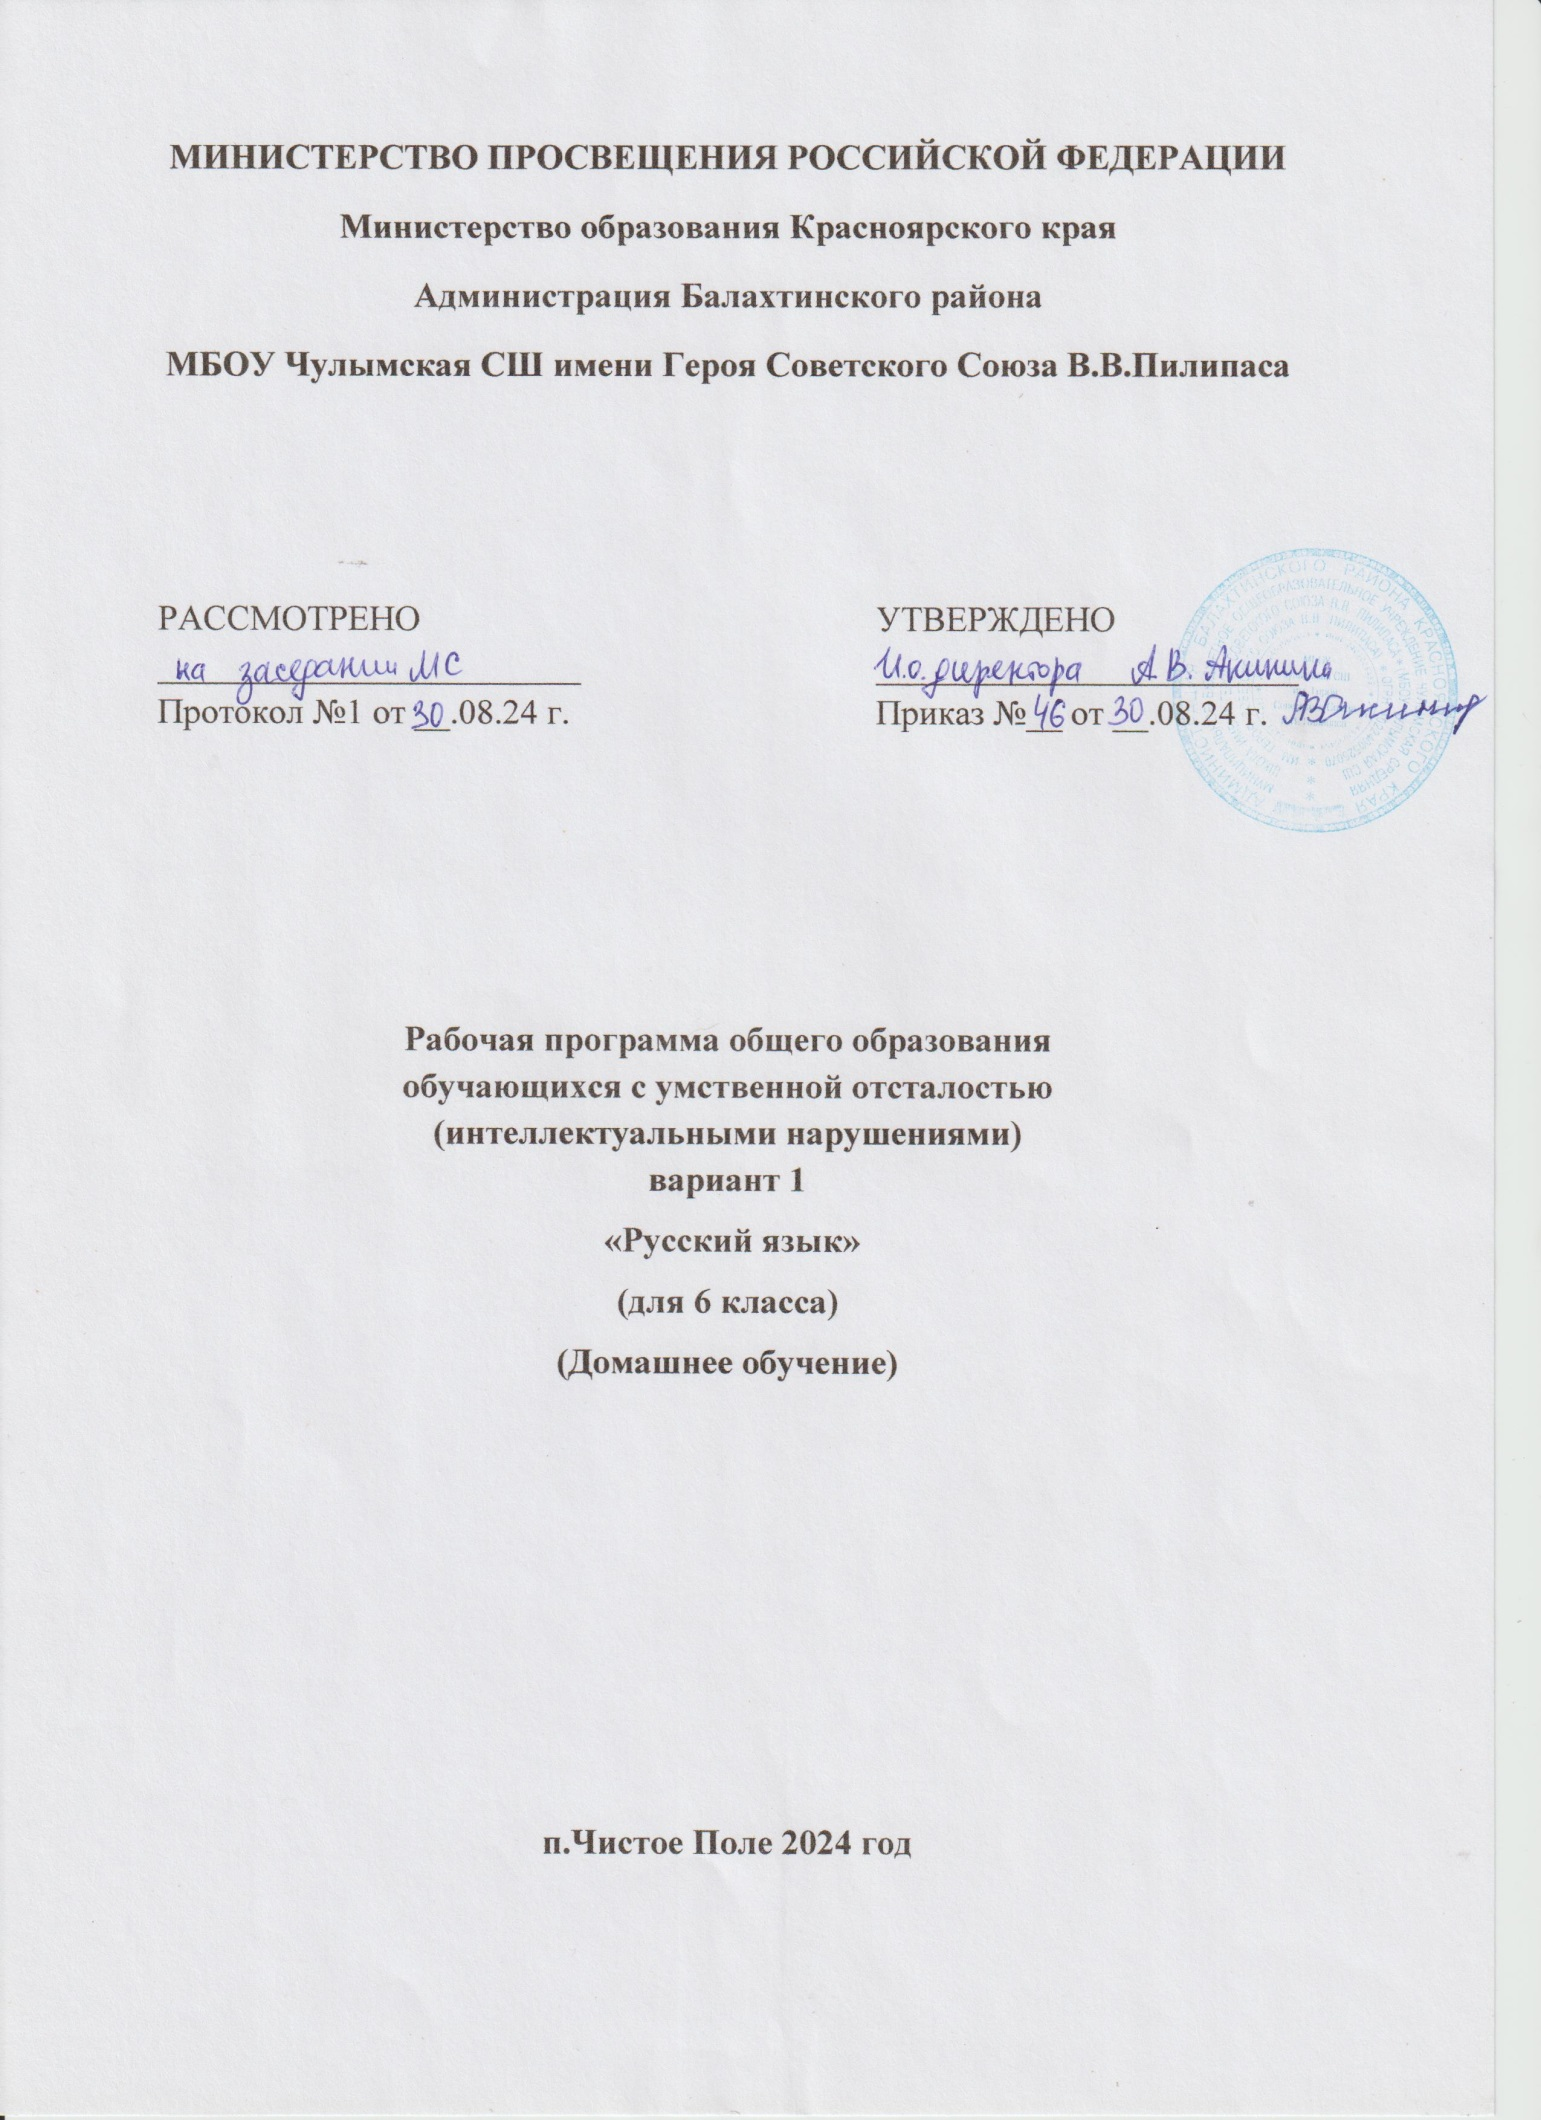 МИНИСТЕРСТВО ПРОСВЕЩЕНИЯ РОССИЙСКОЙ ФЕДЕРАЦИИ
Министерство образования Красноярского края
Администрация Балахтинского района
МБОУ Чулымская СШ имени Героя Советского Союза В.В.Пилипаса
РАССМОТРЕНО
на заседании МС
Протокол №1 от 30.08.24 г.
УТВЕРЖДЕНО
И.о. директора А.В. Акинина
Приказ №46 от 30.08.24 г.
Рабочая программа общего образования
обучающихся с умственной отсталостью
(интеллектуальными нарушениями)
вариант 1
«Русский язык»
(для 6 класса)
(Домашнее обучение)
п.Чистое Поле 2024 год